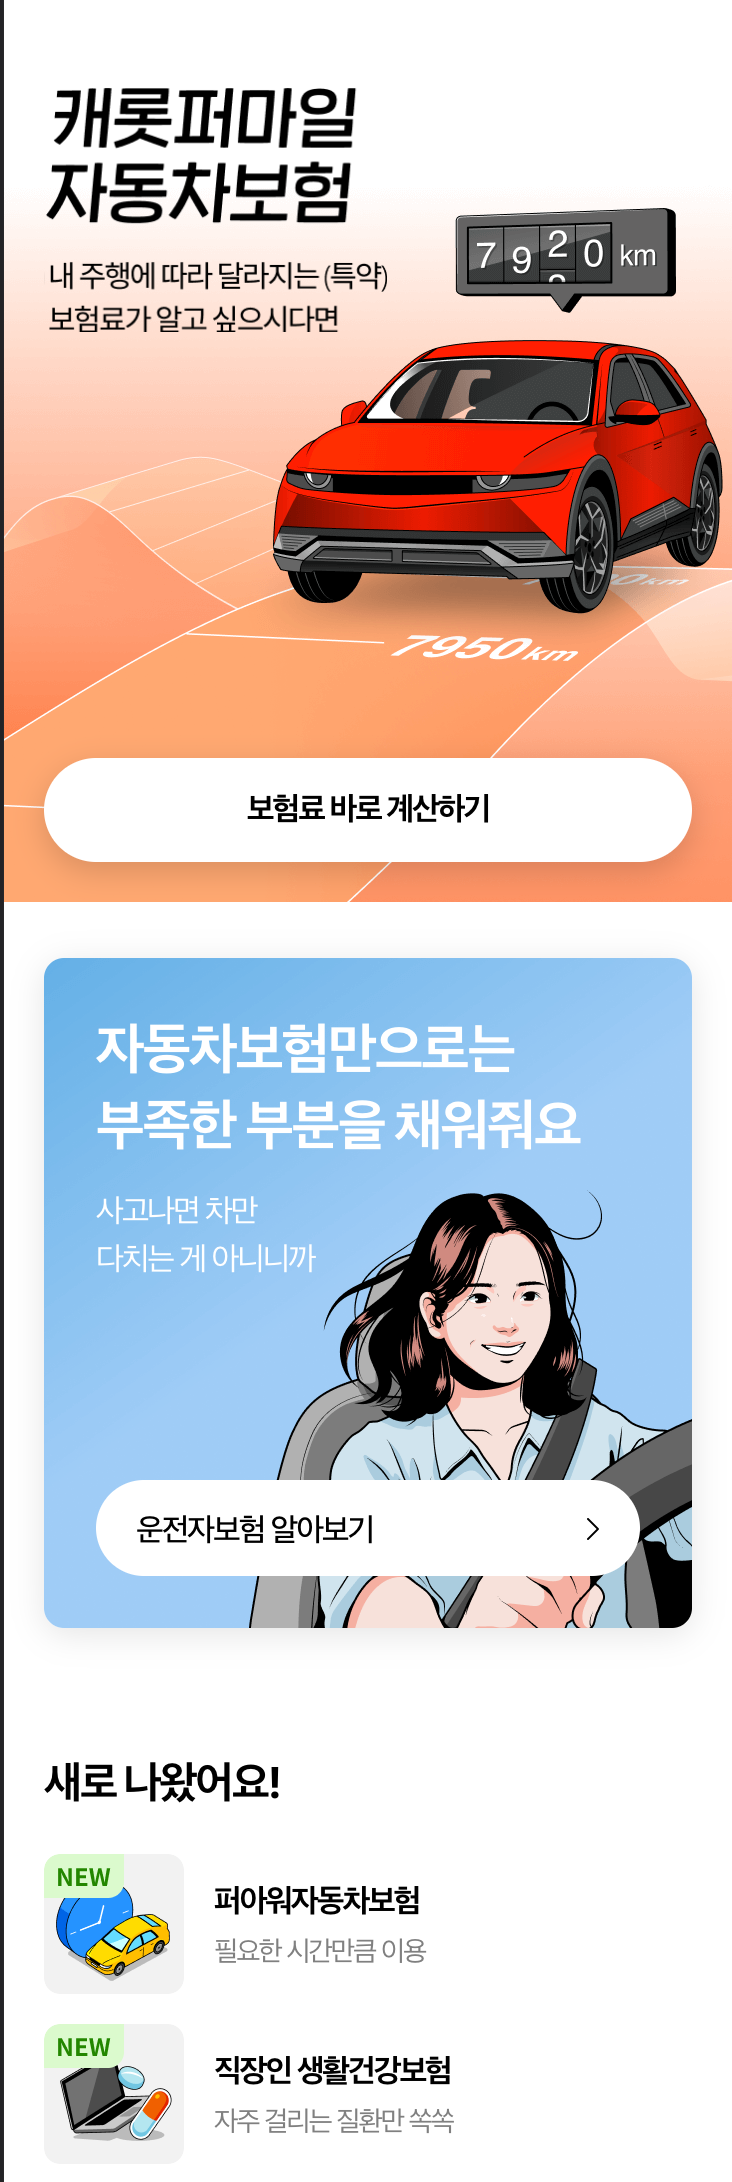 캐롯퍼마일
자동차보험
내 주행에 따라 달라지는 (특약)
보험료가 알고 싶으시다면
7 9 2 0 km
7950km
보험료 바로 계산하기
자동차보험만으로는
부족한 부분을 채워줘요
사고나면 차만
다치는 게 아니니까
운전자보험 알아보기
새로 나왔어요!
NEW
퍼아워자동차보험
필요한 시간만큼 이용
NEW
직장인 생활건강보험
자주 걸리는 질환만 쏙쏙